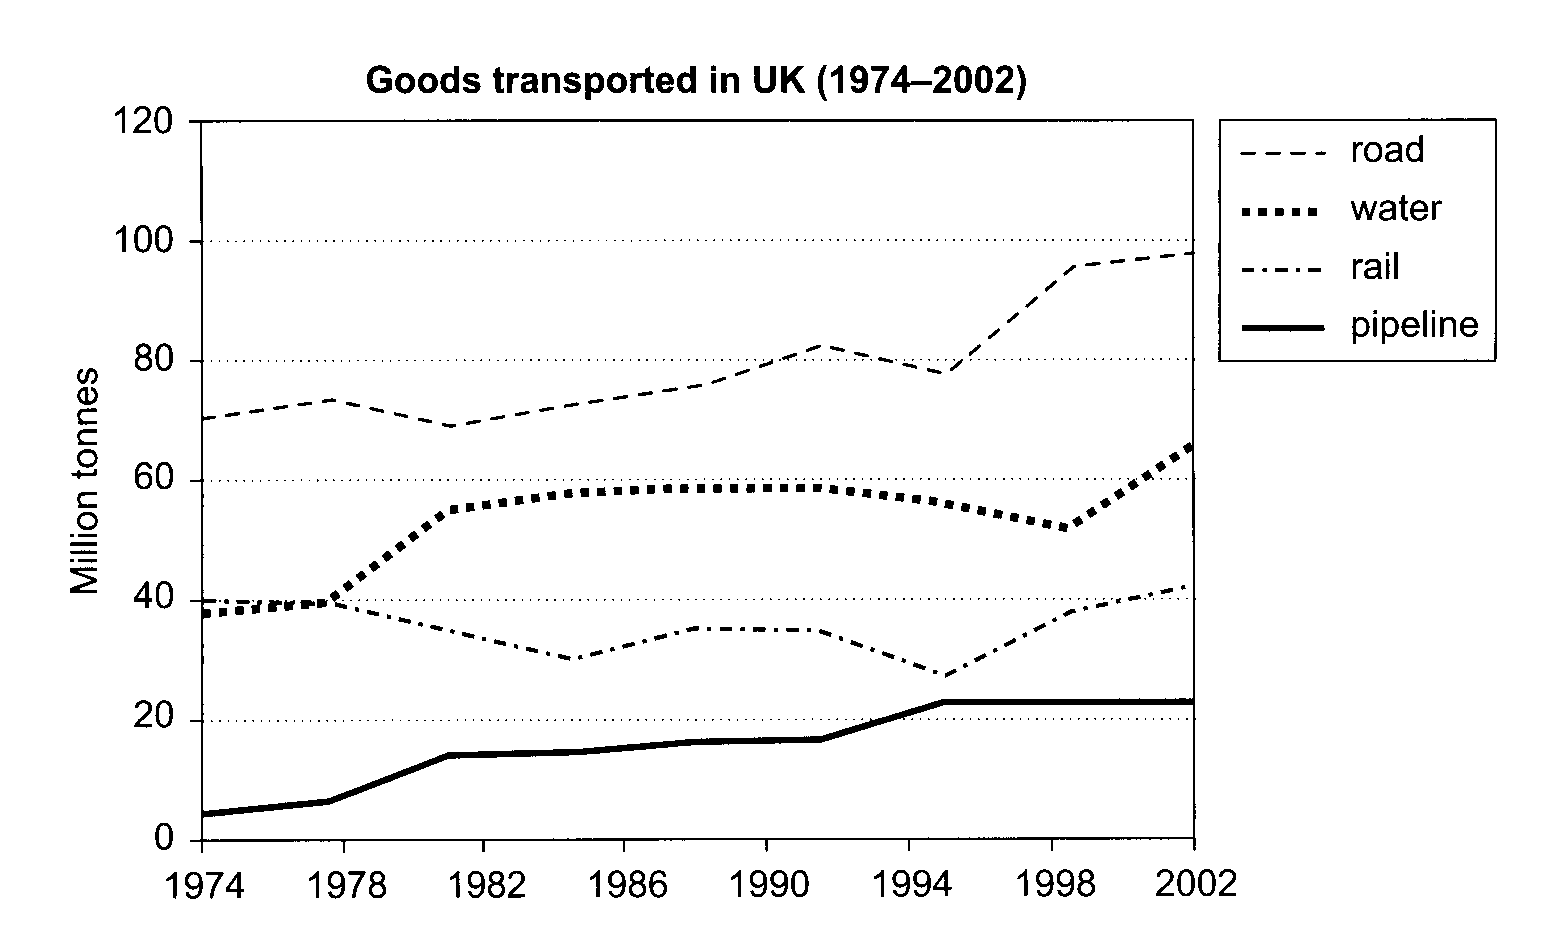 Goods transported in UK (1974–2002)
120
100
80
60
40
20
0
Million tonnes
1974 1978 1982 1986 1990 1994 1998 2002
road
water
rail
pipeline